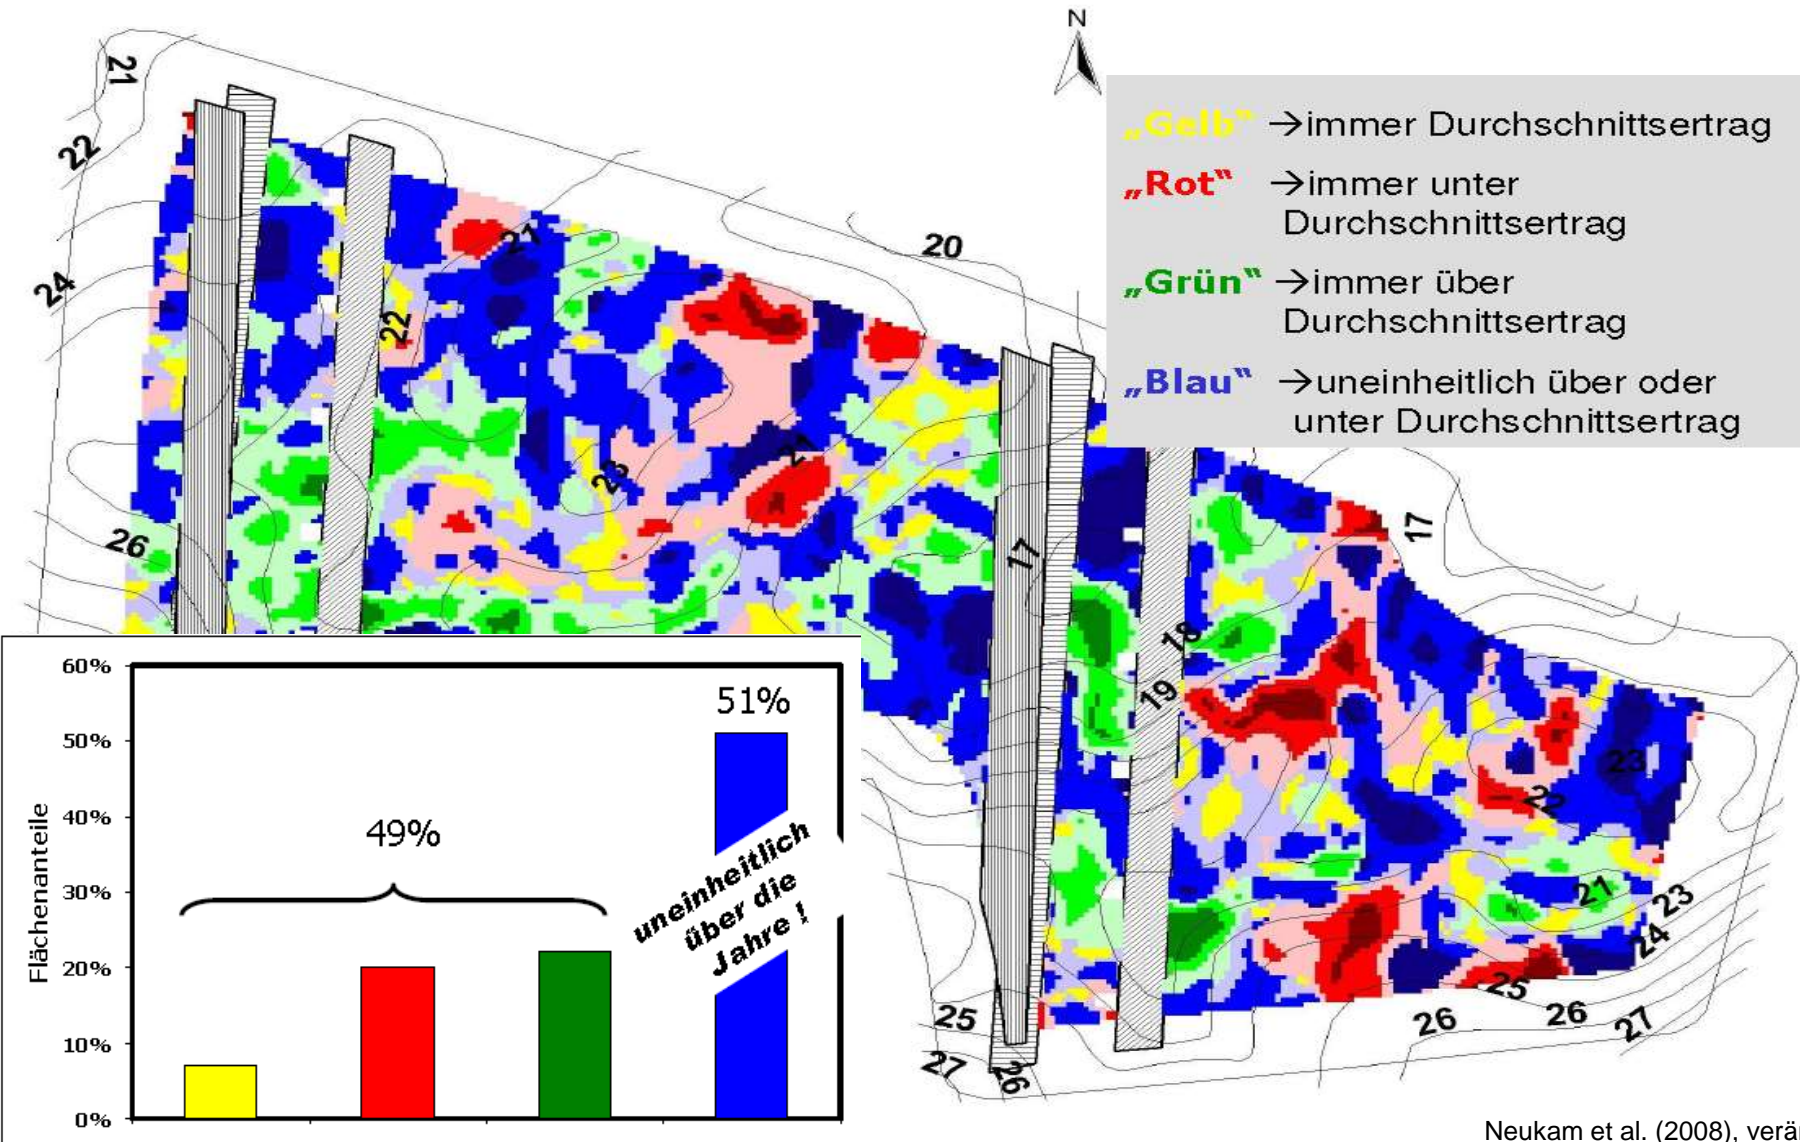 N
21
22
24
26
21
22
23
21
20
17
17
18
19
23
22
21
23
24
25
26
26
27
25
27
26
„Gelb“ →immer Durchschnittsertrag
„Rot“ →immer unter
Durchschnittsertrag
„Grün“ →immer über
Durchschnittsertrag
„Blau“ →uneinheitlich über oder
unter Durchschnittsertrag
Flächenanteile
60%
50%
40%
30%
20%
10%
0%
49%
51%
uneinheitlich
über die
Jahre !
Neukam et al. (2008), verä